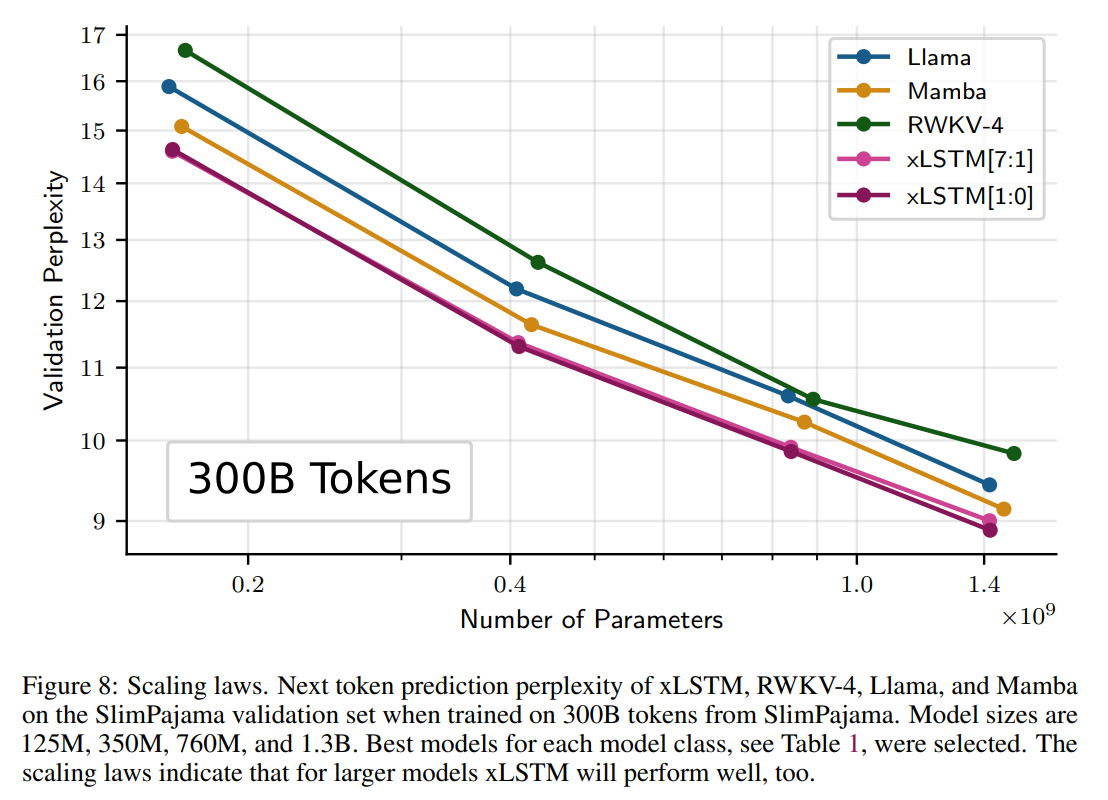 17
16
15
14
13
12
11
10
9
Validation Perplexity
Llama
Mamba
RWKV-4
xLSTM[7:1]
xLSTM[1:0]
300B Tokens
0.2
0.4
1.0
1.4
×10⁹
Number of Parameters
Figure 8: Scaling laws. Next token prediction perplexity of xLSTM, RWKV-4, Llama, and Mamba
on the SlimPajama validation set when trained on 300B tokens from SlimPajama. Model sizes are
125M, 350M, 760M, and 1.3B. Best models for each model class, see Table 1, were selected. The
scaling laws indicate that for larger models xLSTM will perform well, too.